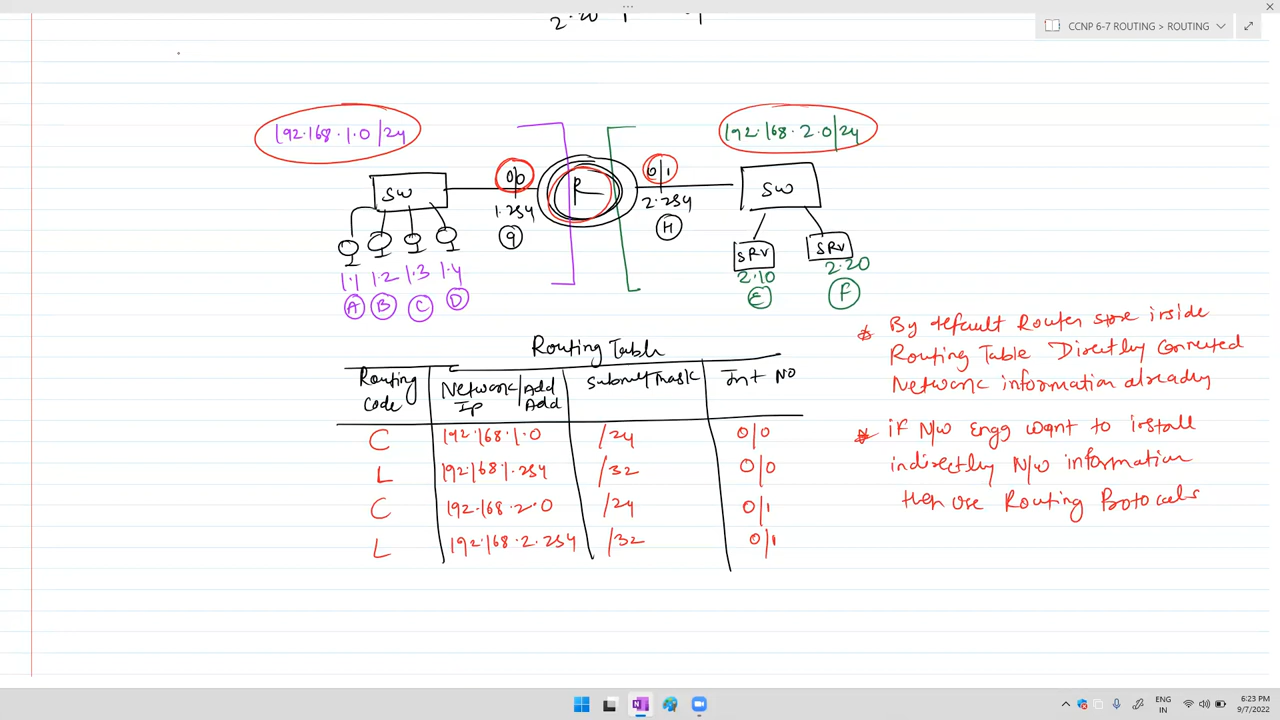 CCNP 6-7 ROUTING > ROUTING
192.168.1.0/24
192.168.2.0/24
SW
0/0
R
0/1
SW
1.254
2.254
G
H
SRV
SRV
1.1 1.2 1.3 1.4
2.10
2.20
A B C D
E
F
Routing Table
Routing Code
Network IP /Add Add
Subnet Mask
Int No
C 192.168.1.0 /24 0/0
L 192.168.1.254 /32 0/0
C 192.168.2.0 /24 0/1
L 192.168.2.254 /32 0/1
* By default Router store inside
Routing Table Directly Connected
Network information already
* if N/w Engg want to install
indirectly N/w information
then use Routing Protocals
ENG
IN
6:23 PM
9/7/2022